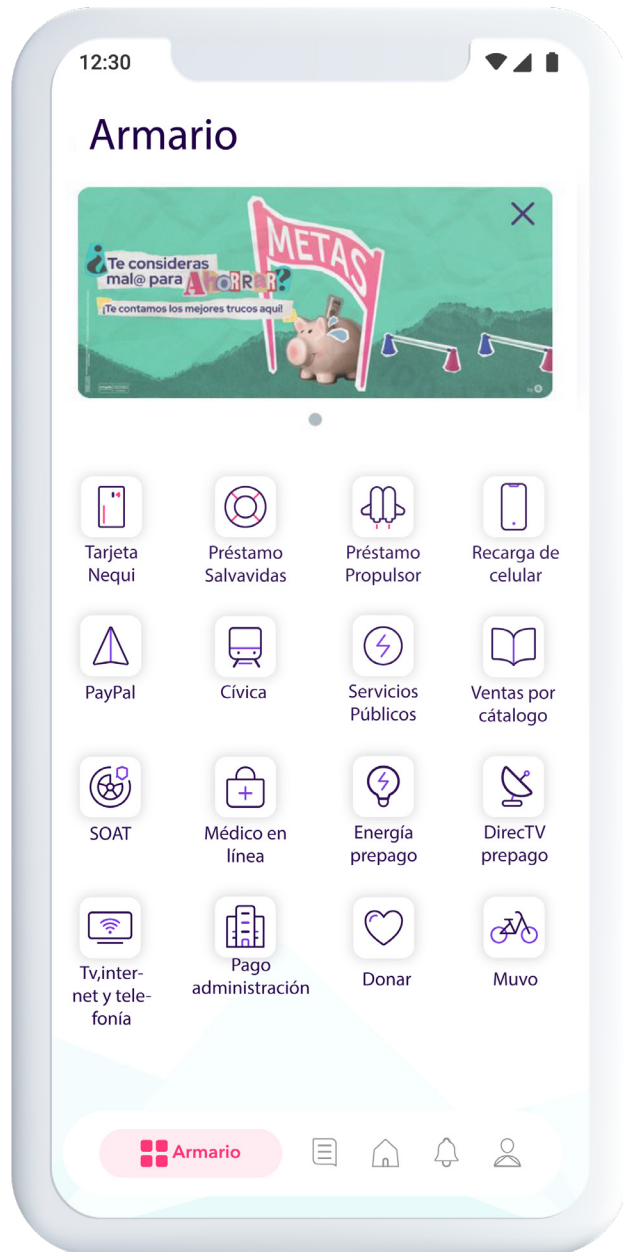 12:30
Armario
METAS
¿Te consideras
mal@ para AhoRRaR?
¡Te contamos los mejores trucos aquí!
Tarjeta
Nequi
Préstamo
Salvavidas
Préstamo
Propulsor
Recarga de
celular
PayPal
Cívica
Servicios
Públicos
Ventas por
cátalogo
SOAT
Médico en
línea
Energía
prepago
DirecTV
prepago
Tv,inter-
net y tele-
fonía
Pago
administración
Donar
Muvo
Armario